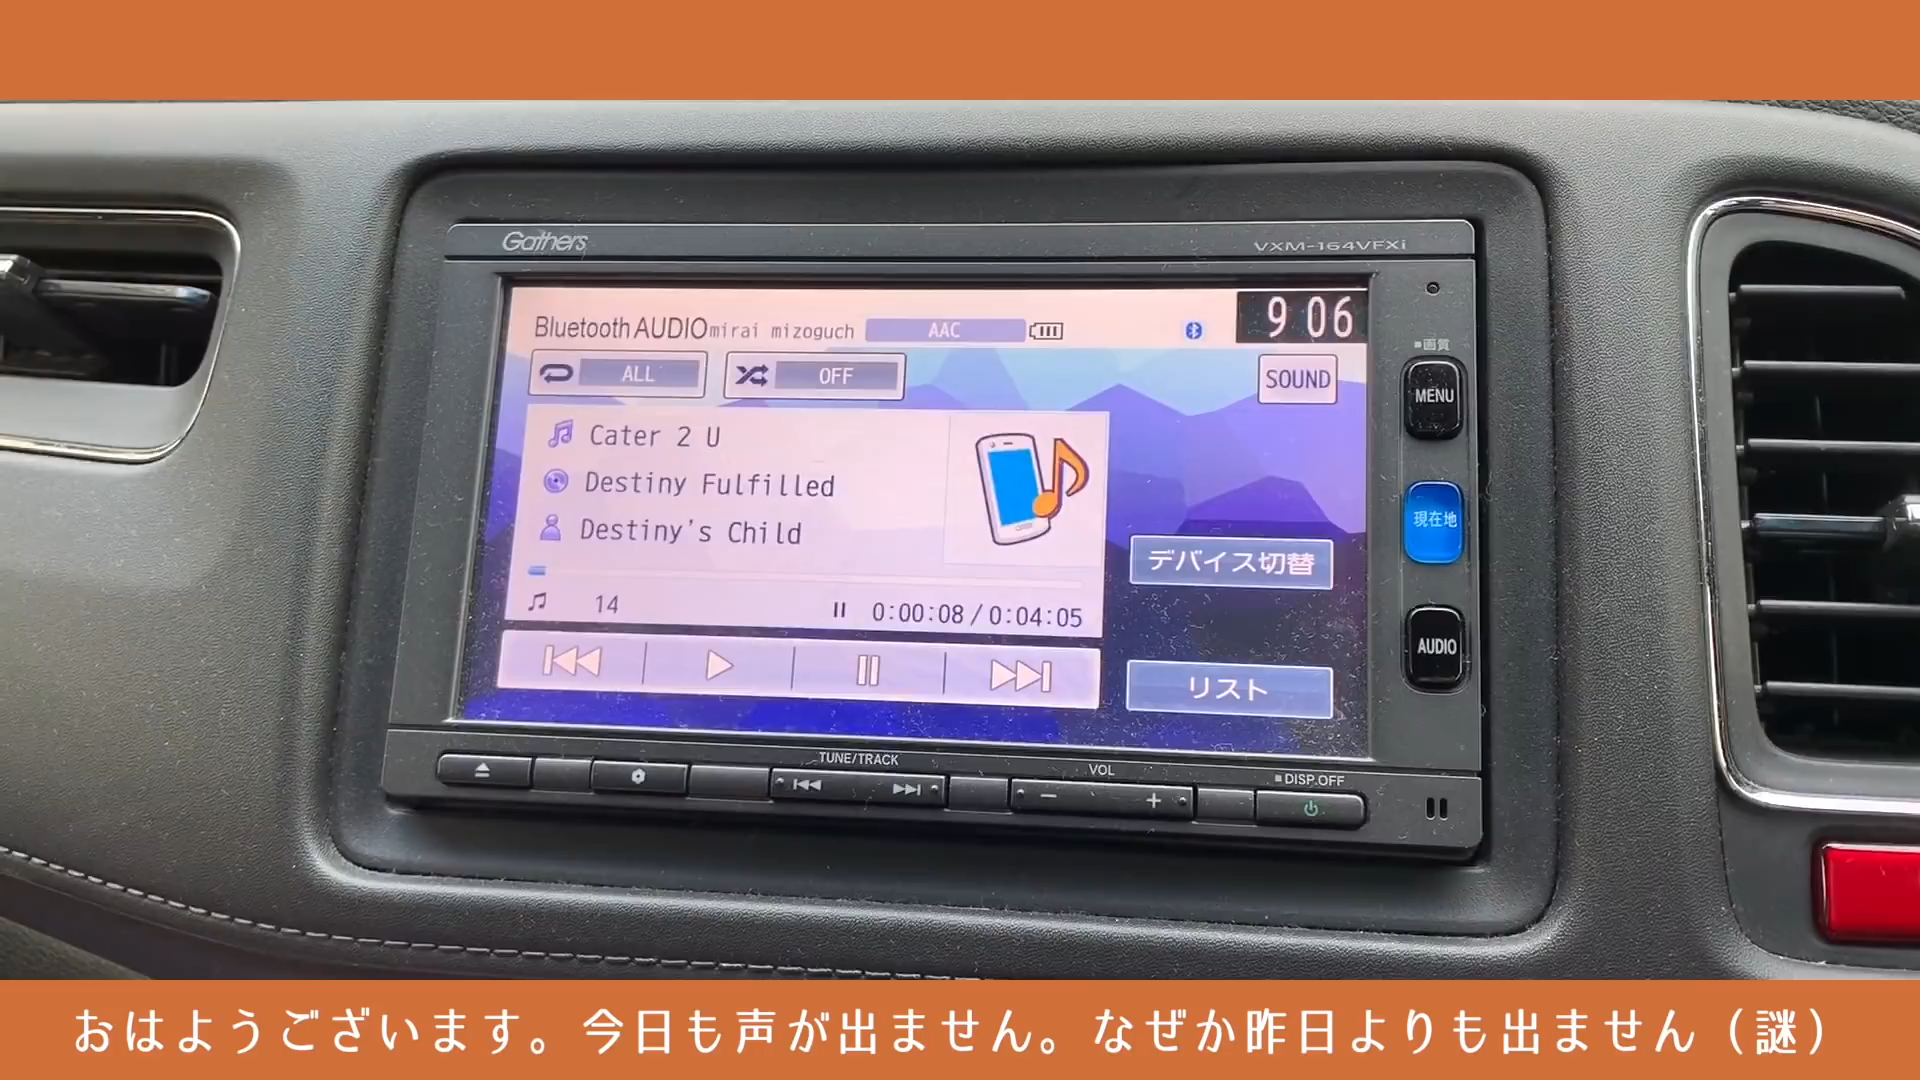 Gathers
VXM-164VFXi
Bluetooth AUDIO mirai mizoguch AAC 9 06
ALL OFF SOUND
■画質
MENU
Cater 2 U
Destiny Fulfilled
Destiny's Child
現在地
デバイス切替
14 0:00:08/0:04:05
AUDIO
リスト
TUNE/TRACK
VOL
■DISP.OFF
おはようございます。今日も声が出ません。なぜか昨日よりも出ません（謎）